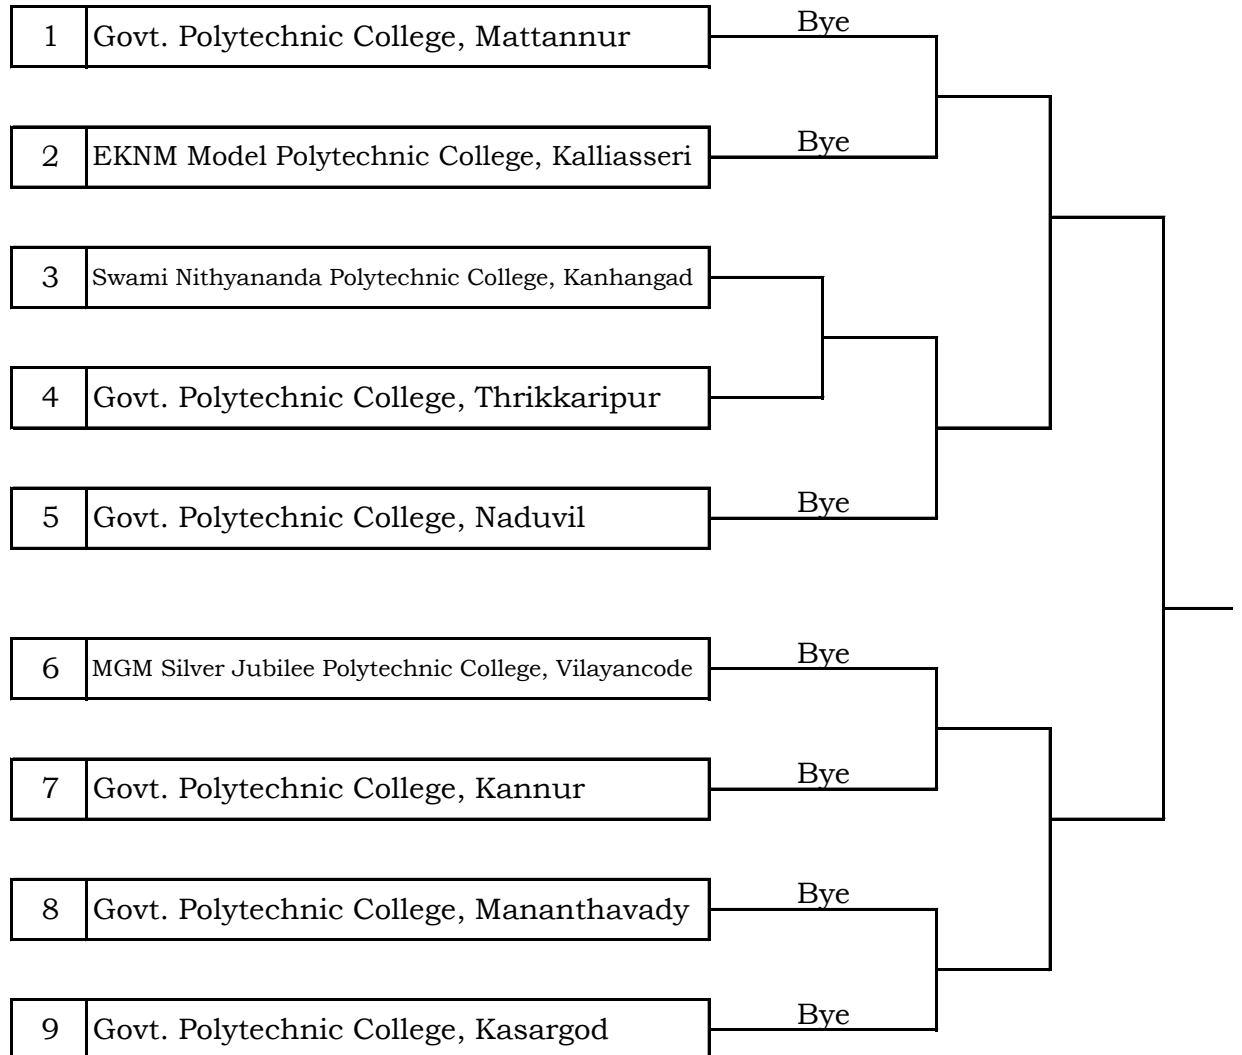 1 Govt. Polytechnic College, Mattannur Bye
2 EKNM Model Polytechnic College, Kalliasseri Bye
3 Swami Nithyananda Polytechnic College, Kanhangad
4 Govt. Polytechnic College, Thrikkaripur
5 Govt. Polytechnic College, Naduvil Bye
6 MGM Silver Jubilee Polytechnic College, Vilayancode Bye
7 Govt. Polytechnic College, Kannur Bye
8 Govt. Polytechnic College, Mananthavady Bye
9 Govt. Polytechnic College, Kasargod Bye